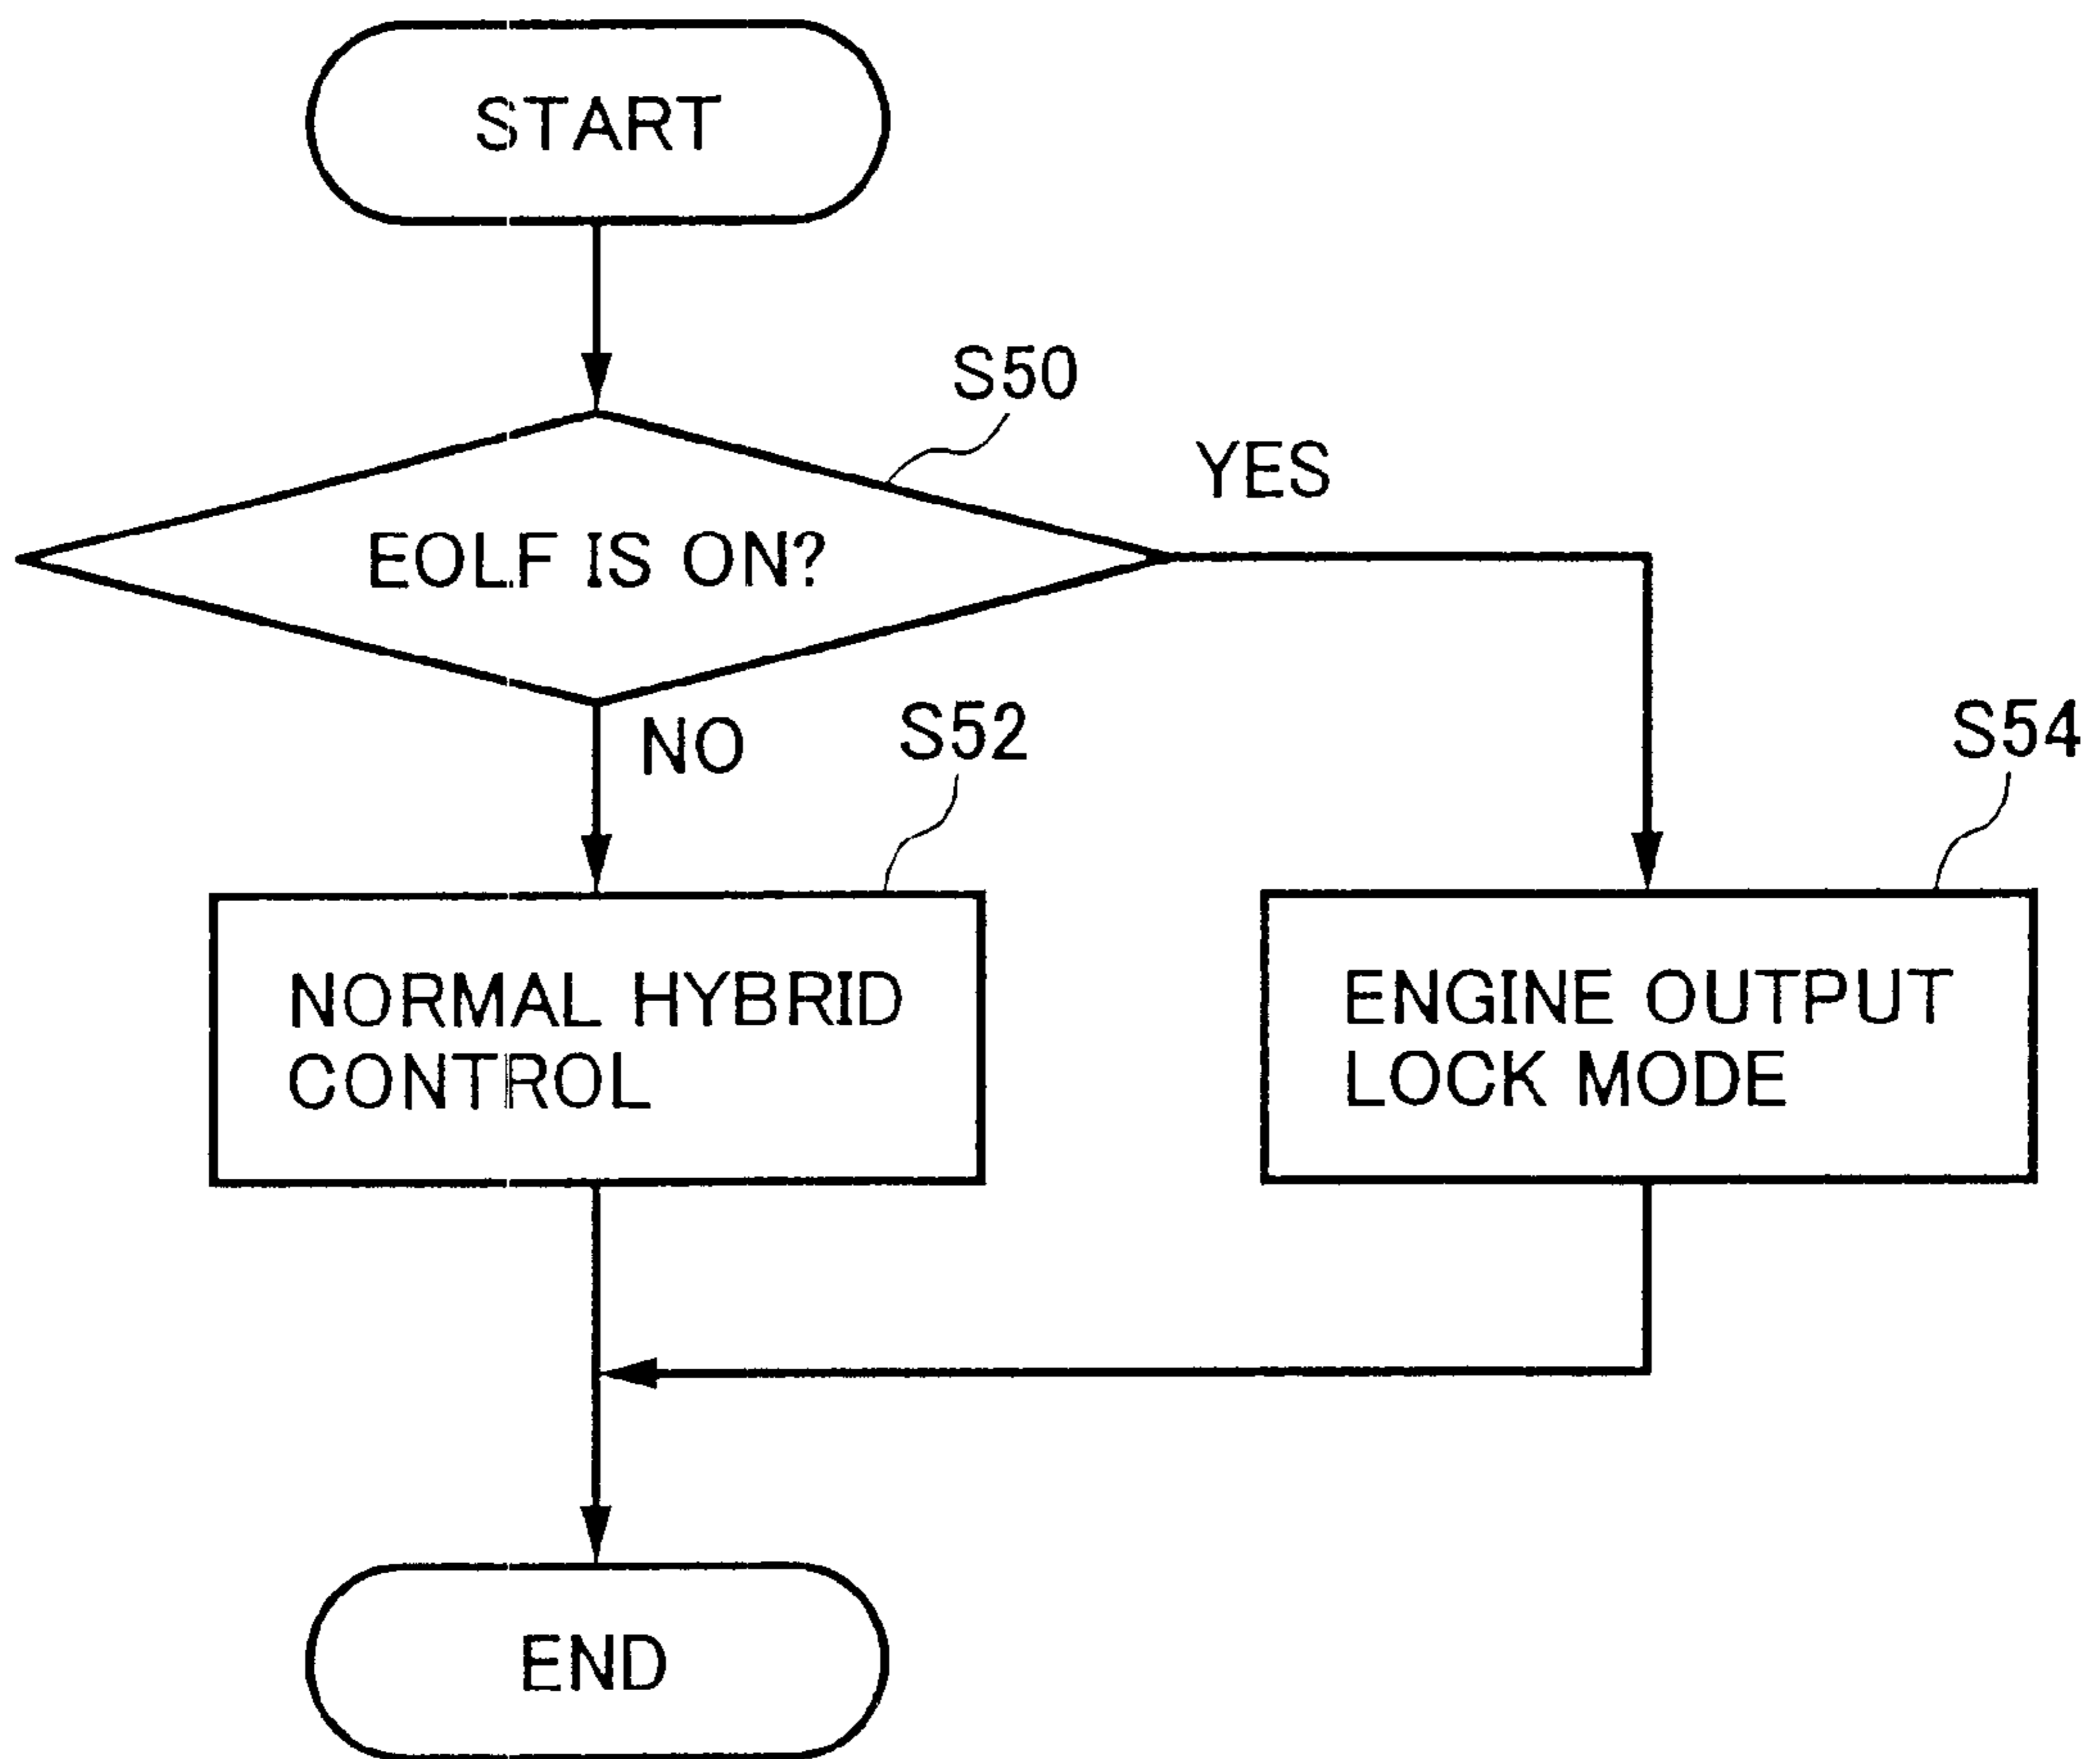 START
S50
YES
EOLF IS ON?
NO
S52
S54
NORMAL HYBRID
CONTROL
ENGINE OUTPUT
LOCK MODE
END